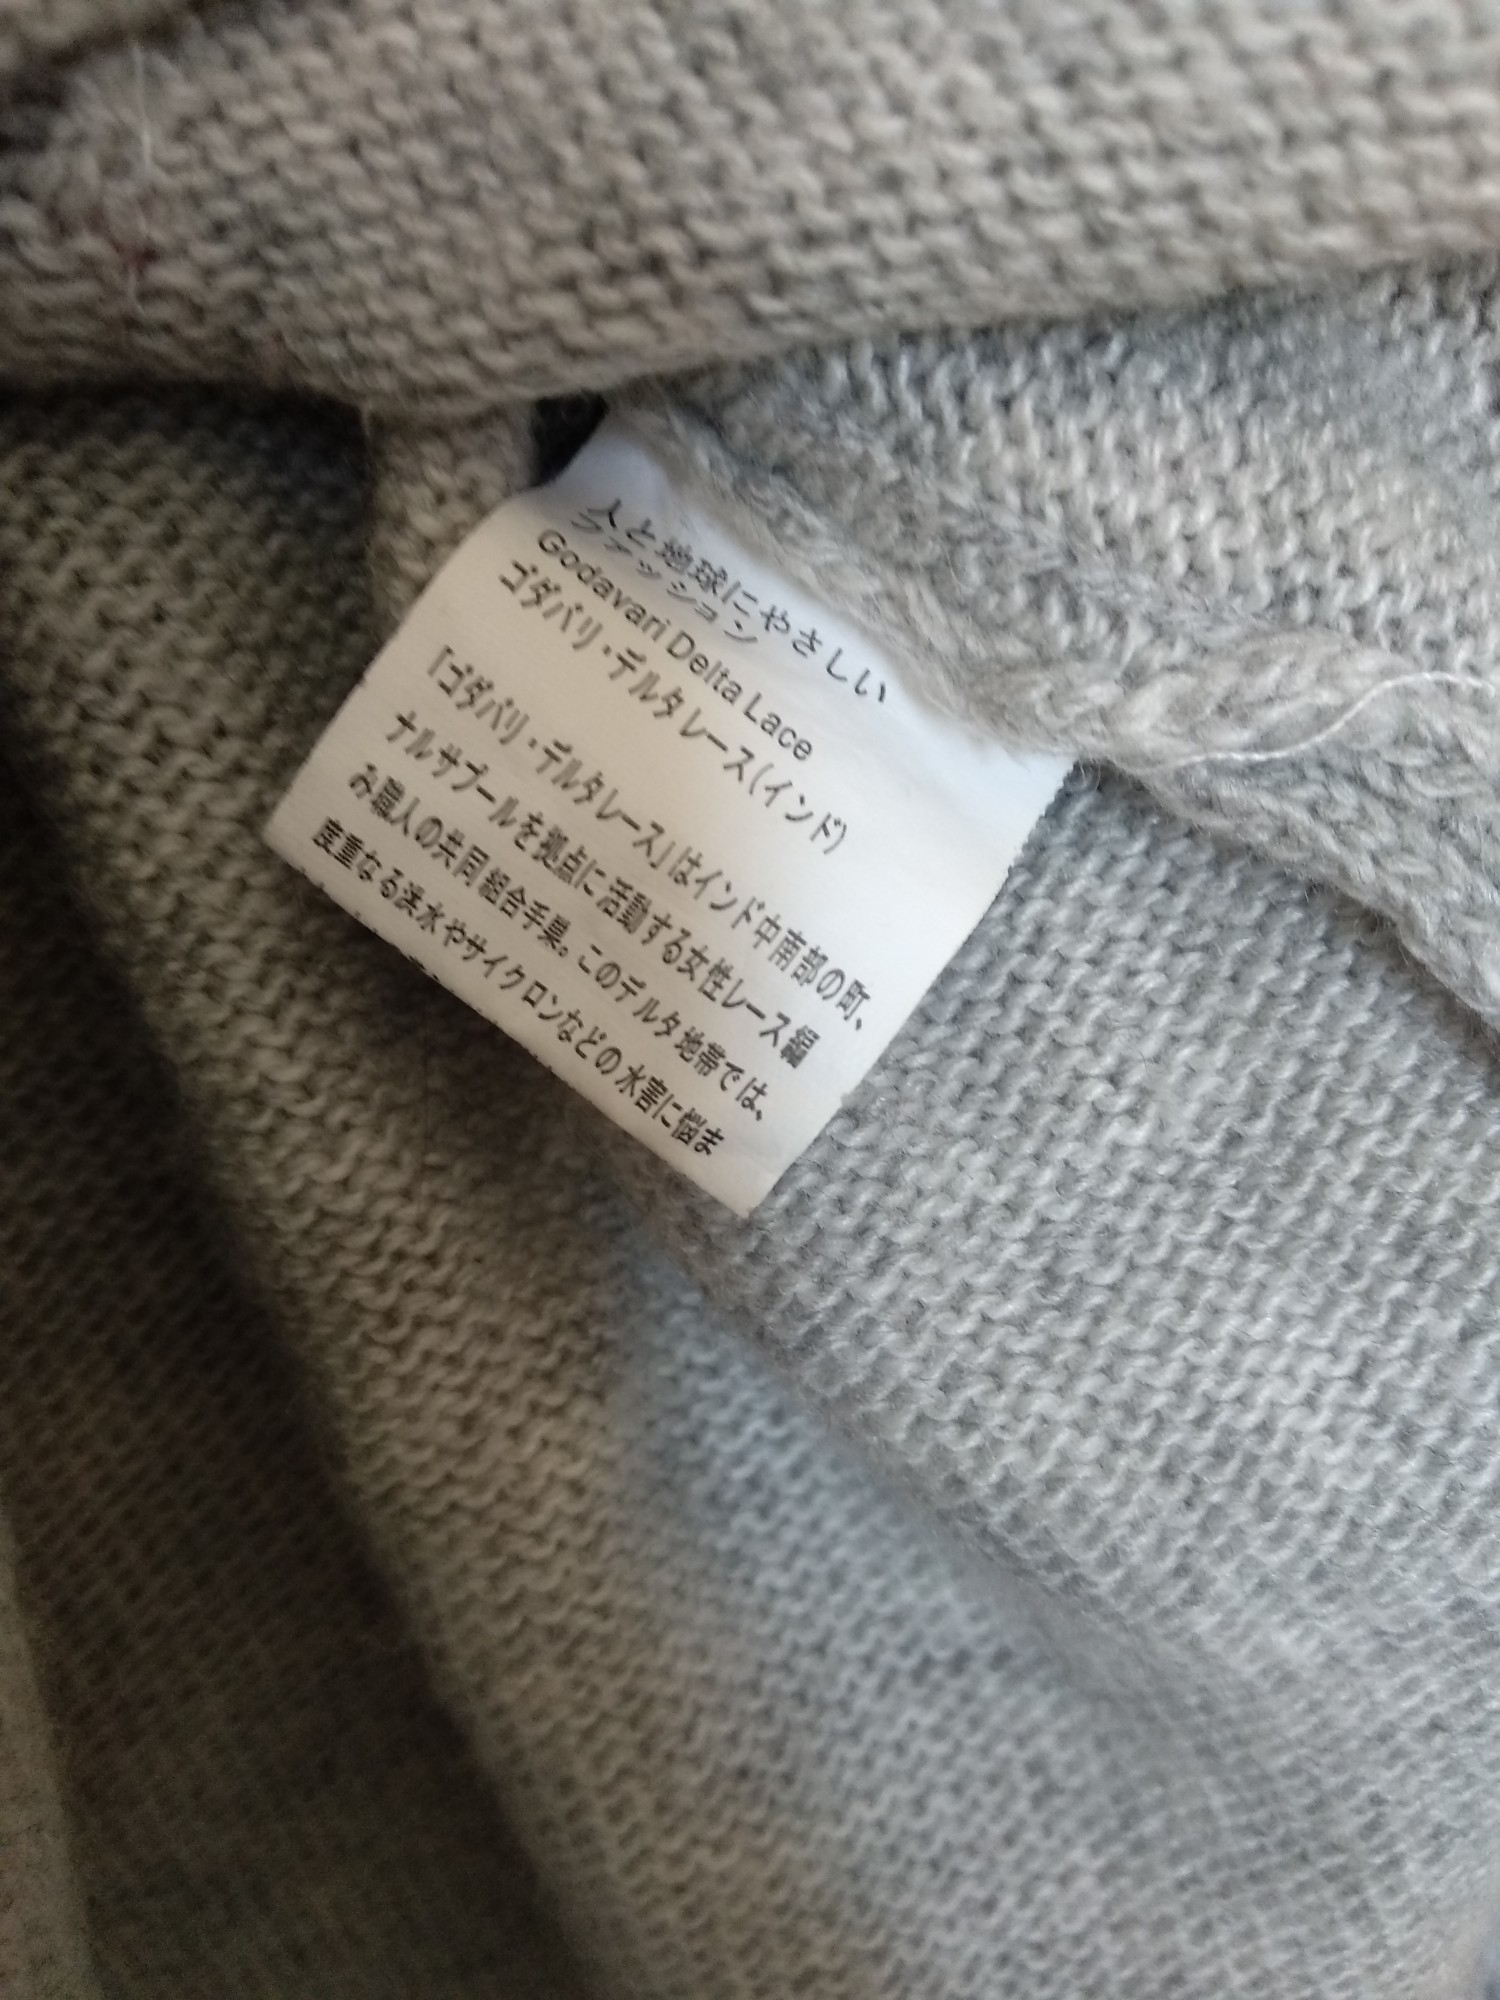 人と地球にやさしい
ファッション
Godavari Delta Lace
ゴダバリ・デルタレース(インド)
「ゴダバリ・デルタレース」はインド中南部の町、
ナルサプールを拠点に活動する女性レース編
み職人の共同組合手巣。このデルタ地帯では、
度重なる洪水やサイクロンなどの水害に悩ま